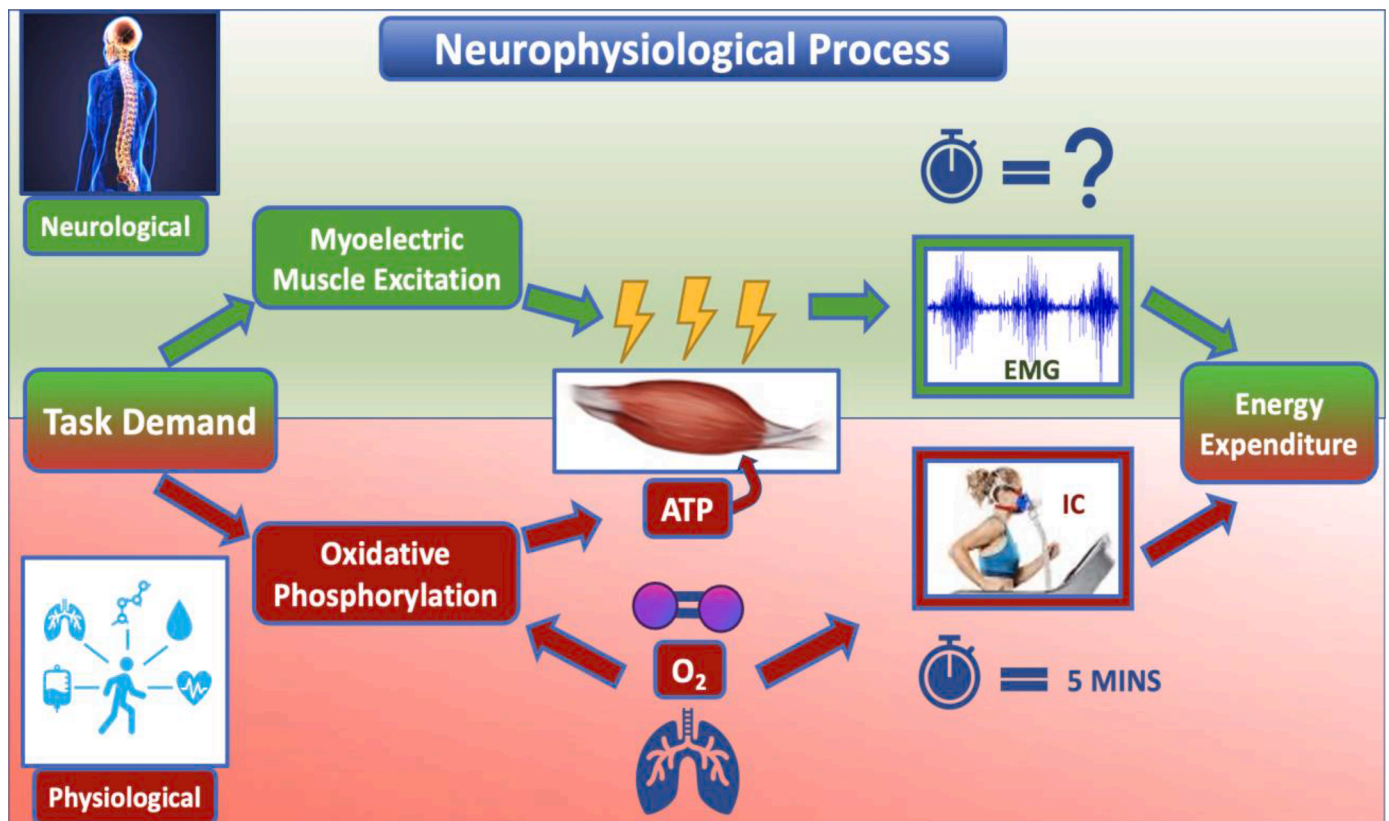 Neurophysiological Process
Neurological
Myoelectric
Muscle Excitation
= ?
EMG
Task Demand
Energy
Expenditure
ATP
IC
Oxidative
Phosphorylation
O₂
= 5 MINS
Physiological